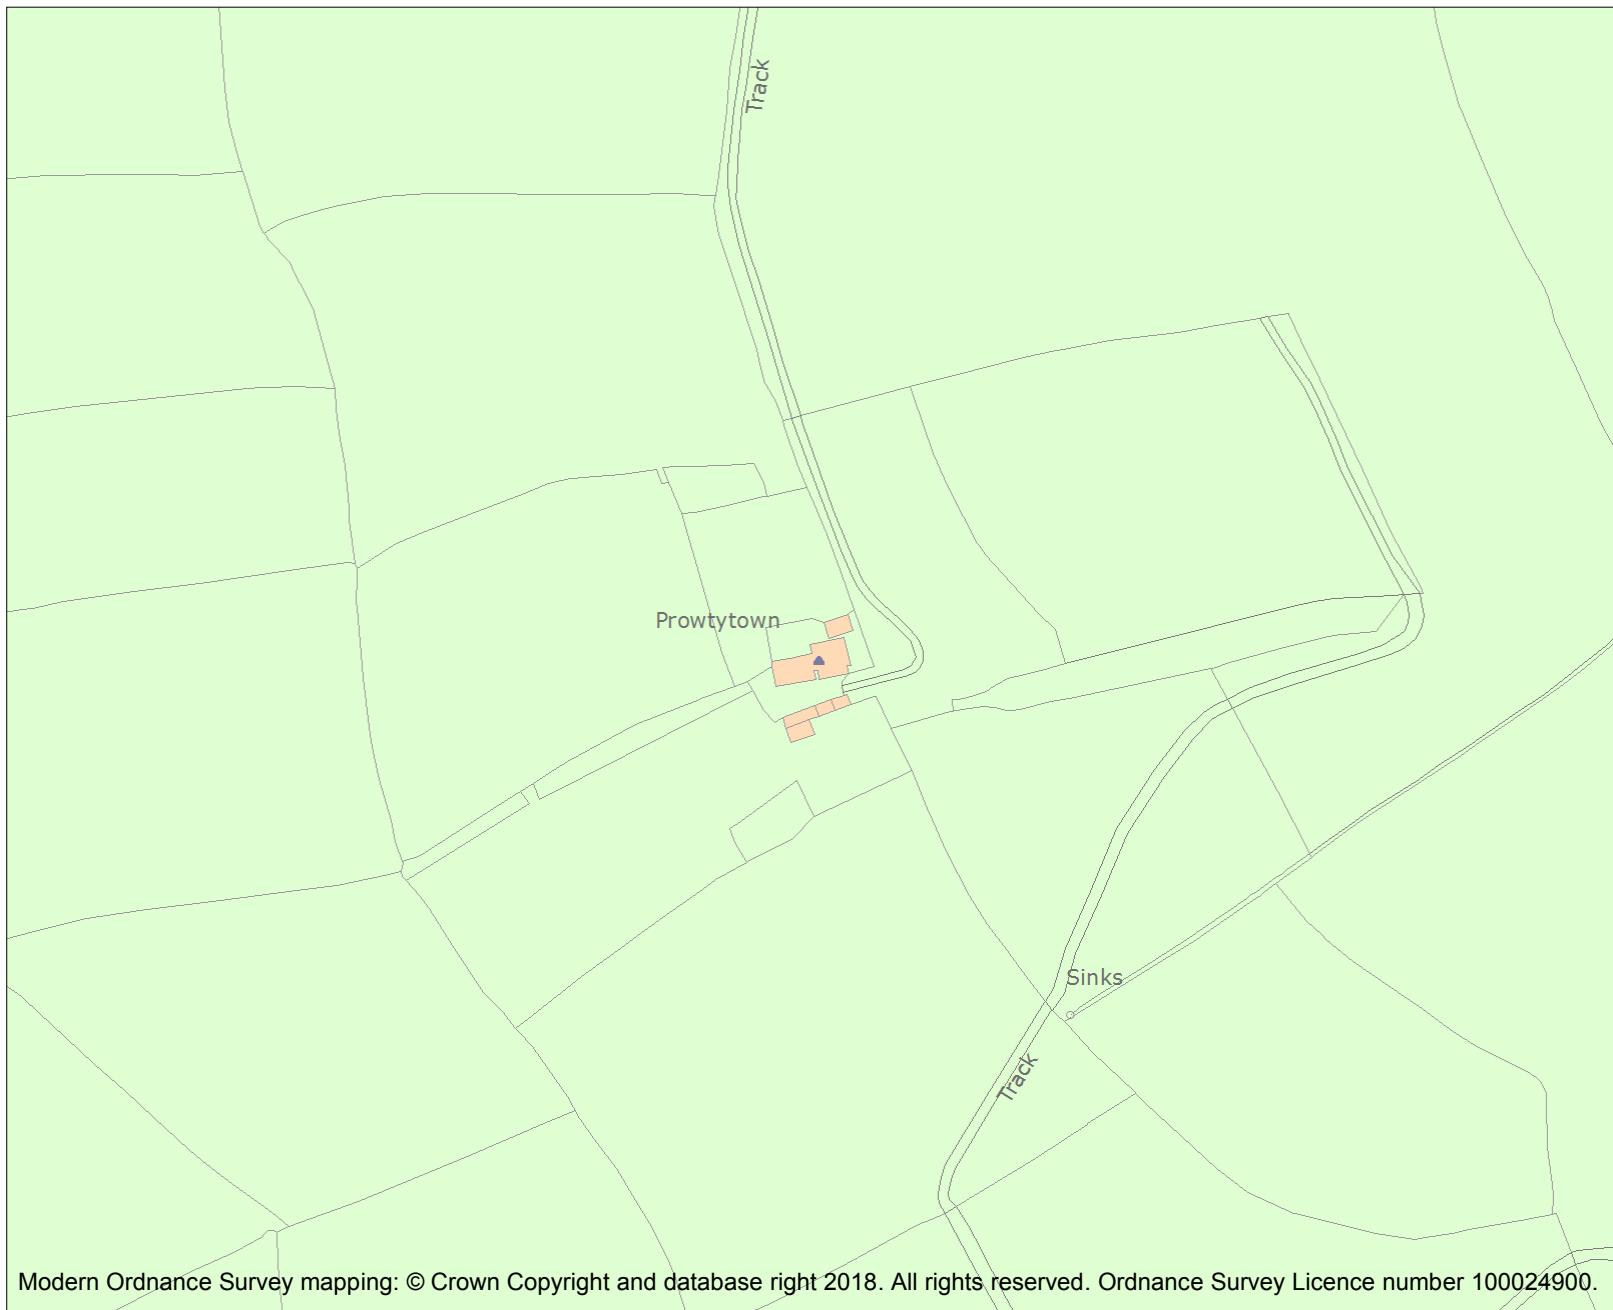 Track
Prowtytown
Sinks
Track
Modern Ordnance Survey mapping: © Crown Copyright and database right 2018. All rights reserved. Ordnance Survey Licence number 100024900.